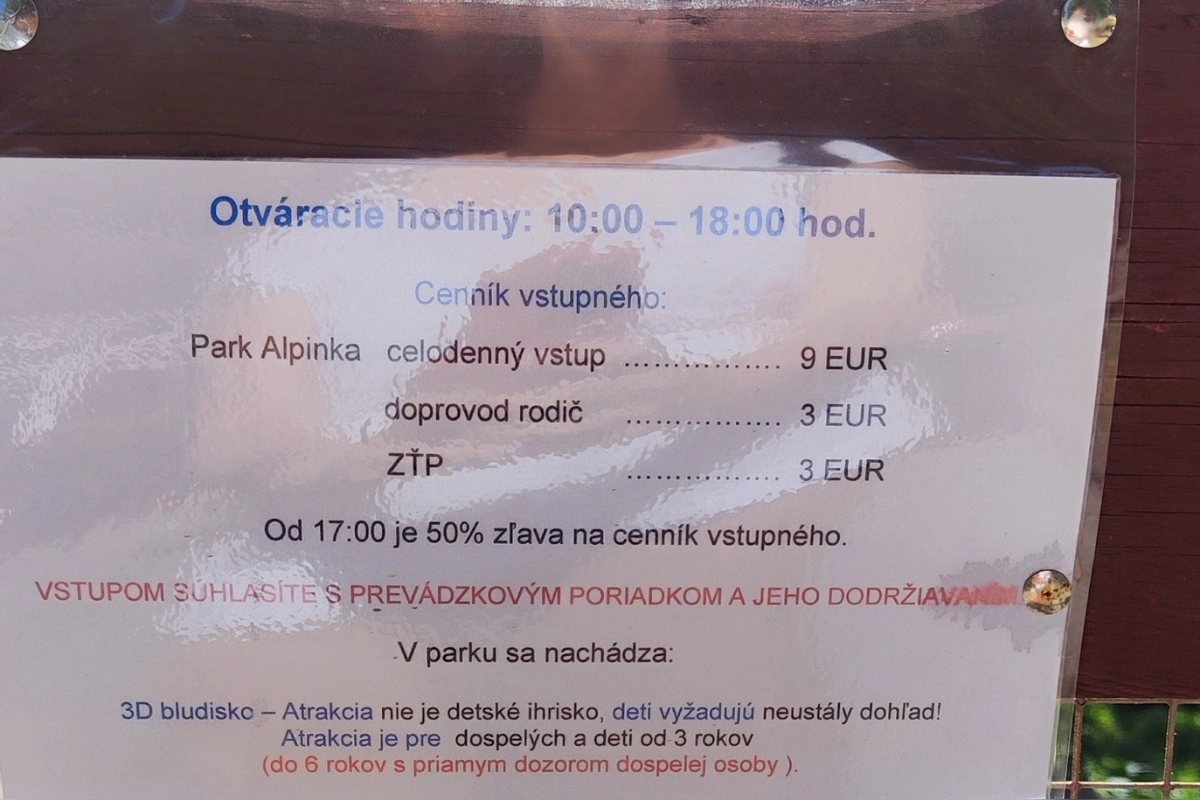 Otváracie hodiny: 10:00 – 18:00 hod.
Cenník vstupného:
Park Alpinka celodenný vstup ................ 9 EUR
doprovod rodič ................ 3 EUR
ZŤP ................ 3 EUR
Od 17:00 je 50% zľava na cenník vstupného.
VSTUPOM SÚHLASÍTE S PREVÁDZKOVÝM PORIADKOM A JEHO DODRŽIAVANÍM
V parku sa nachádza:
3D bludisko – Atrakcia nie je detské ihrisko, deti vyžadujú neustály dohľad!
Atrakcia je pre dospelých a deti od 3 rokov
(do 6 rokov s priamym dozorom dospelej osoby ).